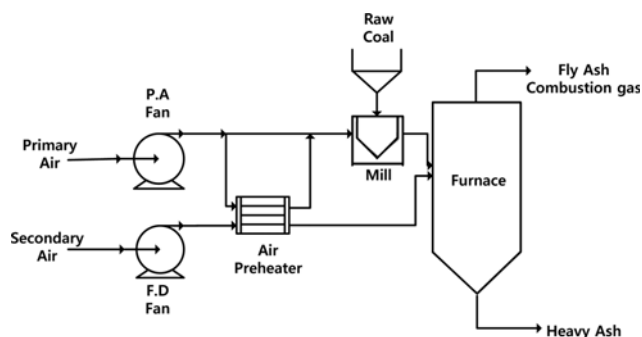 Raw
Coal
P.A
Fan
Fly Ash
Combustion gas
Primary
Air
Mill
Furnace
Secondary
Air
Air
Preheater
F.D
Fan
Heavy Ash